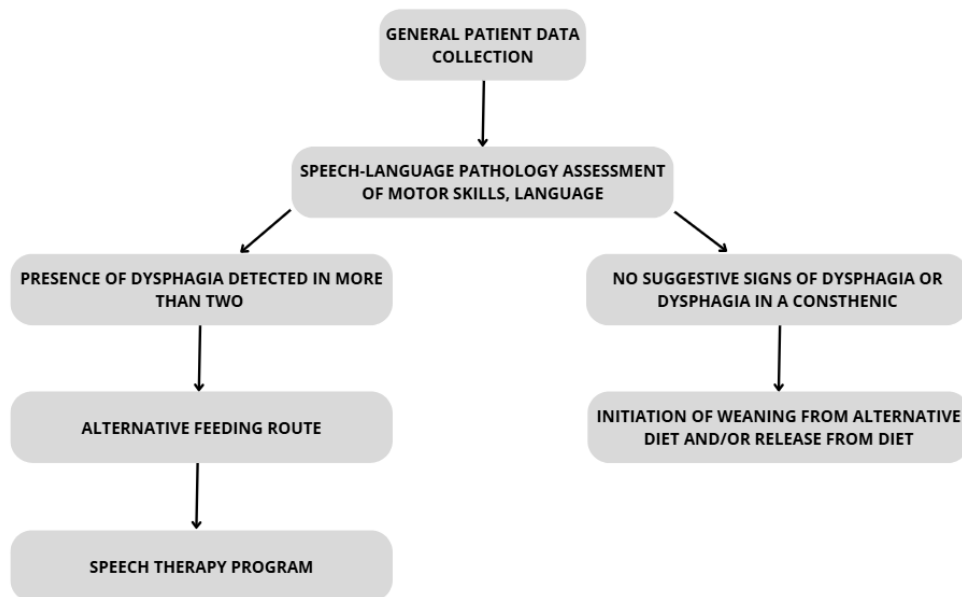 GENERAL PATIENT DATA
COLLECTION
SPEECH-LANGUAGE PATHOLOGY ASSESSMENT
OF MOTOR SKILLS, LANGUAGE
PRESENCE OF DYSPHAGIA DETECTED IN MORE
THAN TWO
NO SUGGESTIVE SIGNS OF DYSPHAGIA OR
DYSPHAGIA IN A CONSTHENIC
ALTERNATIVE FEEDING ROUTE
INITIATION OF WEANING FROM ALTERNATIVE
DIET AND/OR RELEASE FROM DIET
SPEECH THERAPY PROGRAM